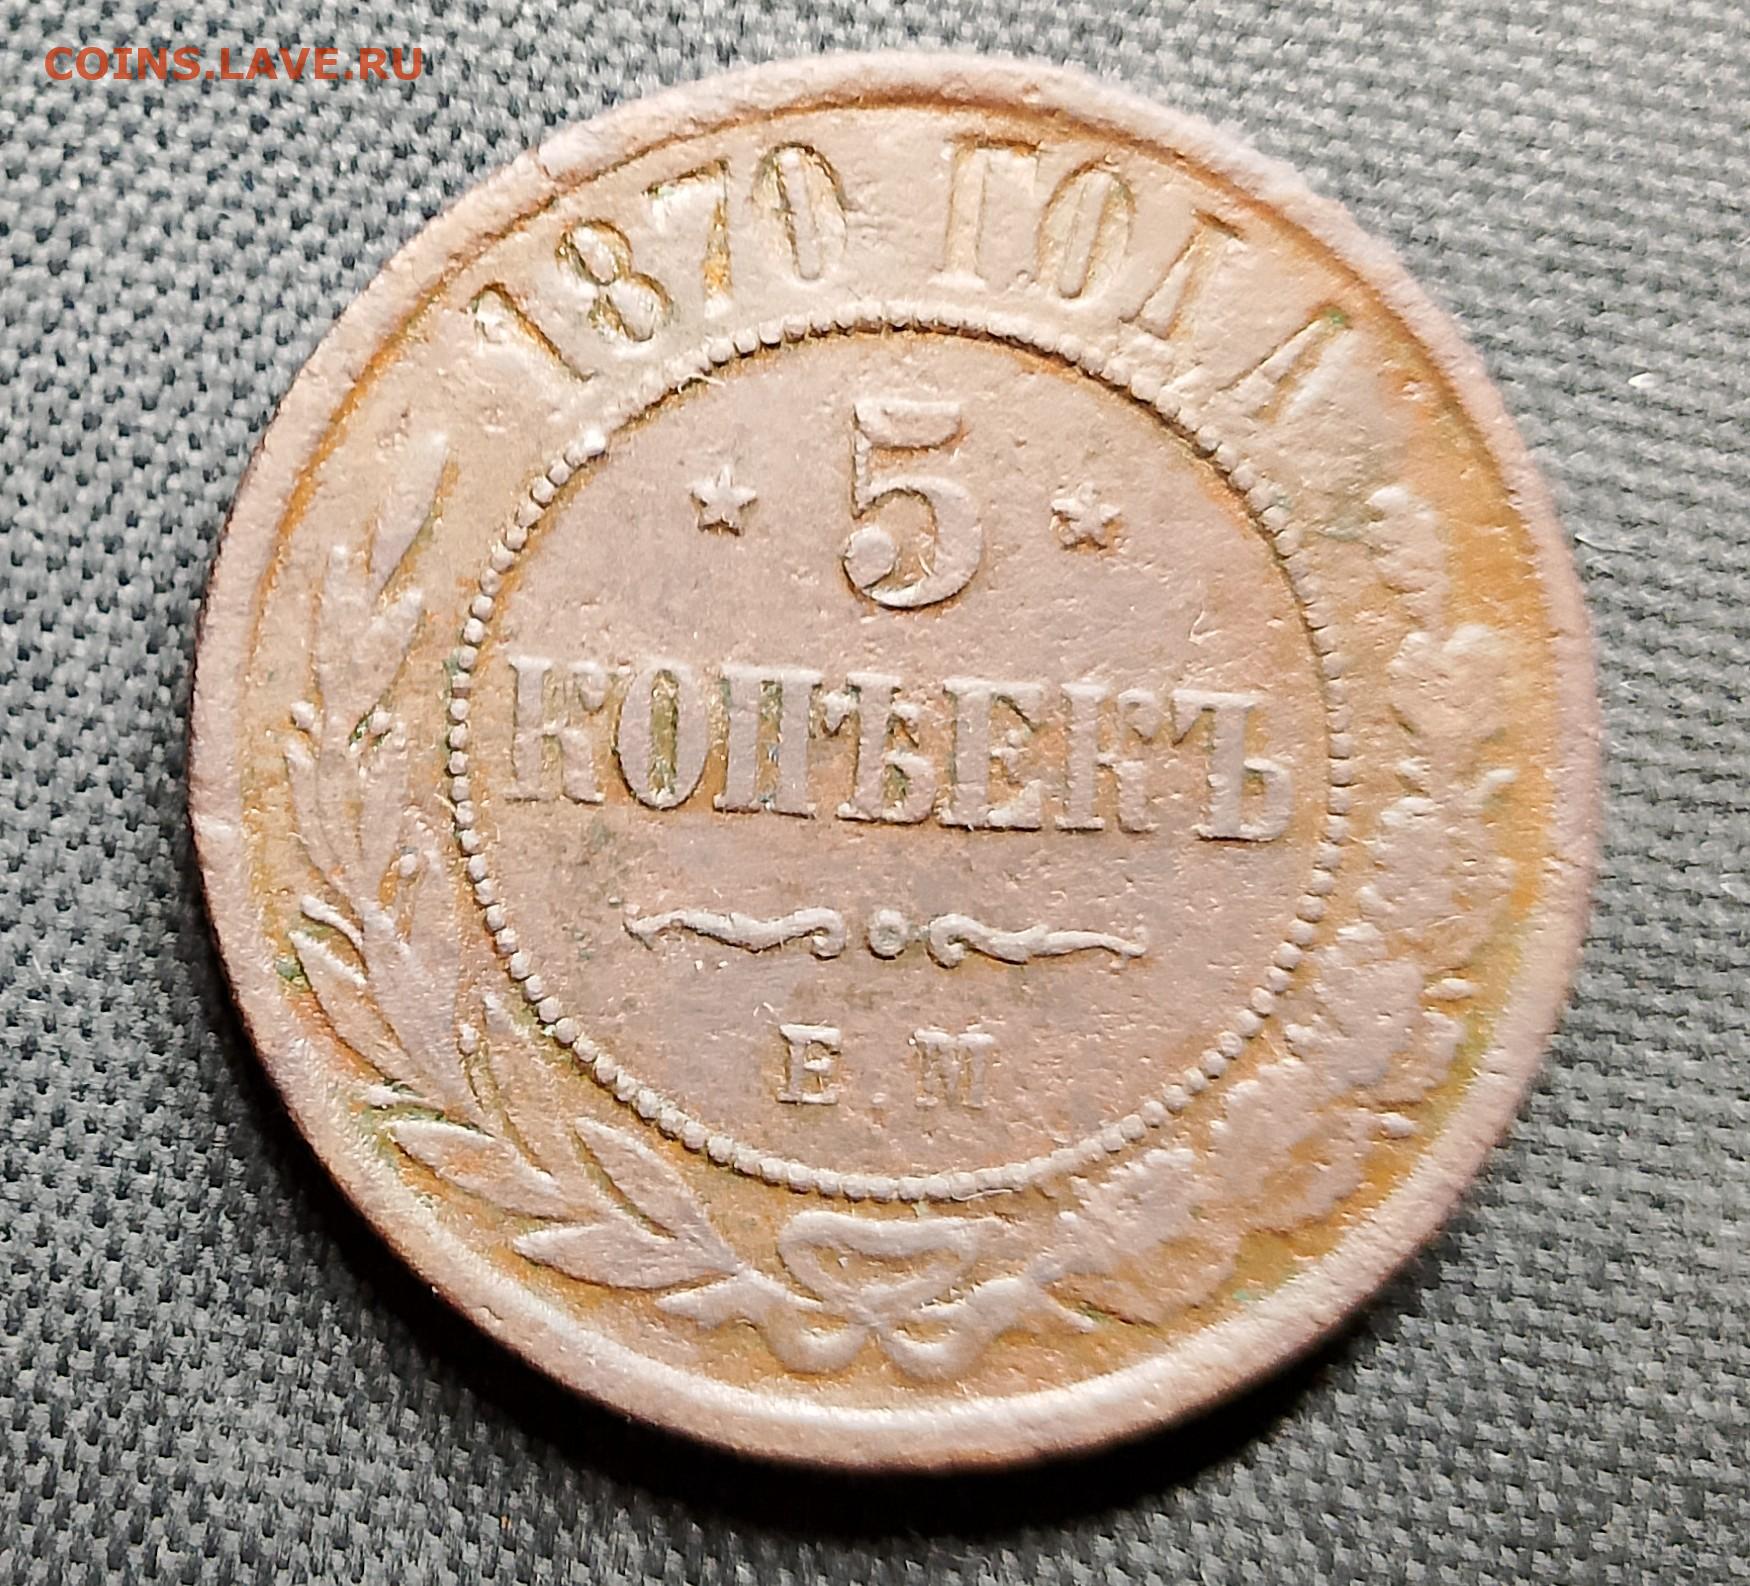 COINS.LAVE.RU
1870 ГОДА
5
КОПѢЕКЪ
Е.М